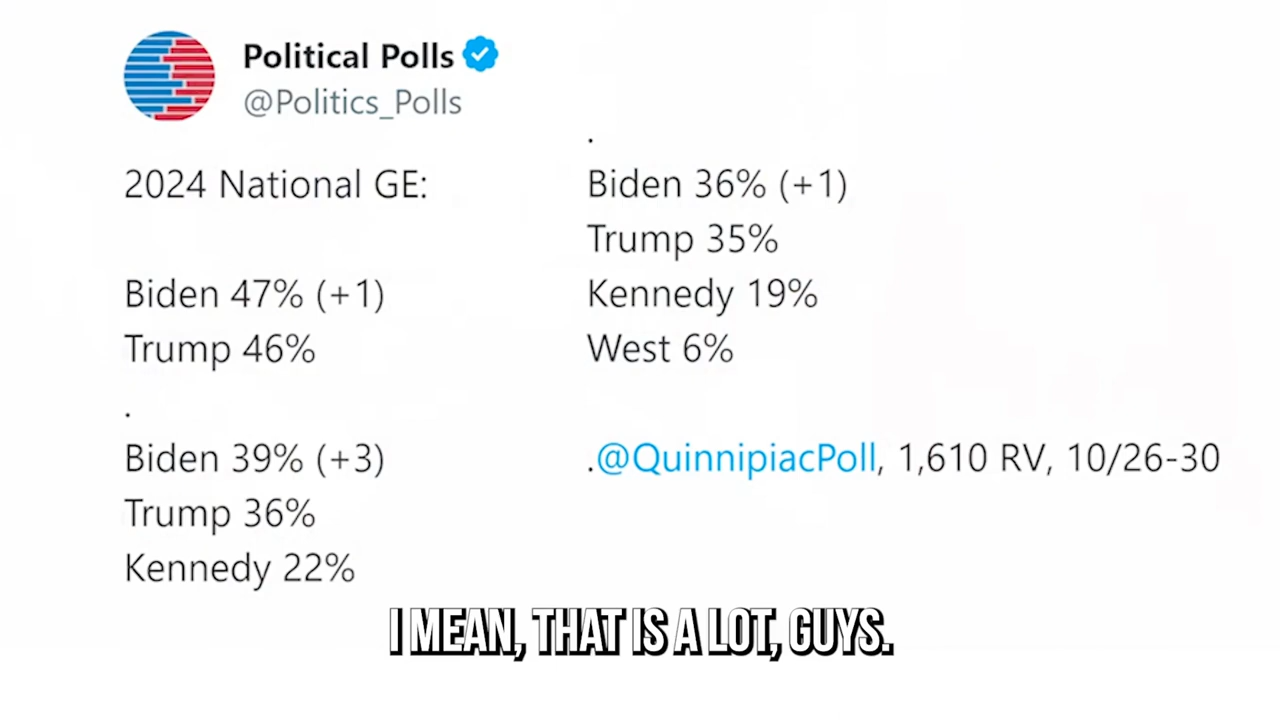 Political Polls
@Politics_Polls
2024 National GE:
Biden 47% (+1)
Trump 46%
.
Biden 39% (+3)
Trump 36%
Kennedy 22%
.
Biden 36% (+1)
Trump 35%
Kennedy 19%
West 6%
.@QuinnipiacPoll, 1,610 RV, 10/26-30
I MEAN, THAT IS A LOT, GUYS.